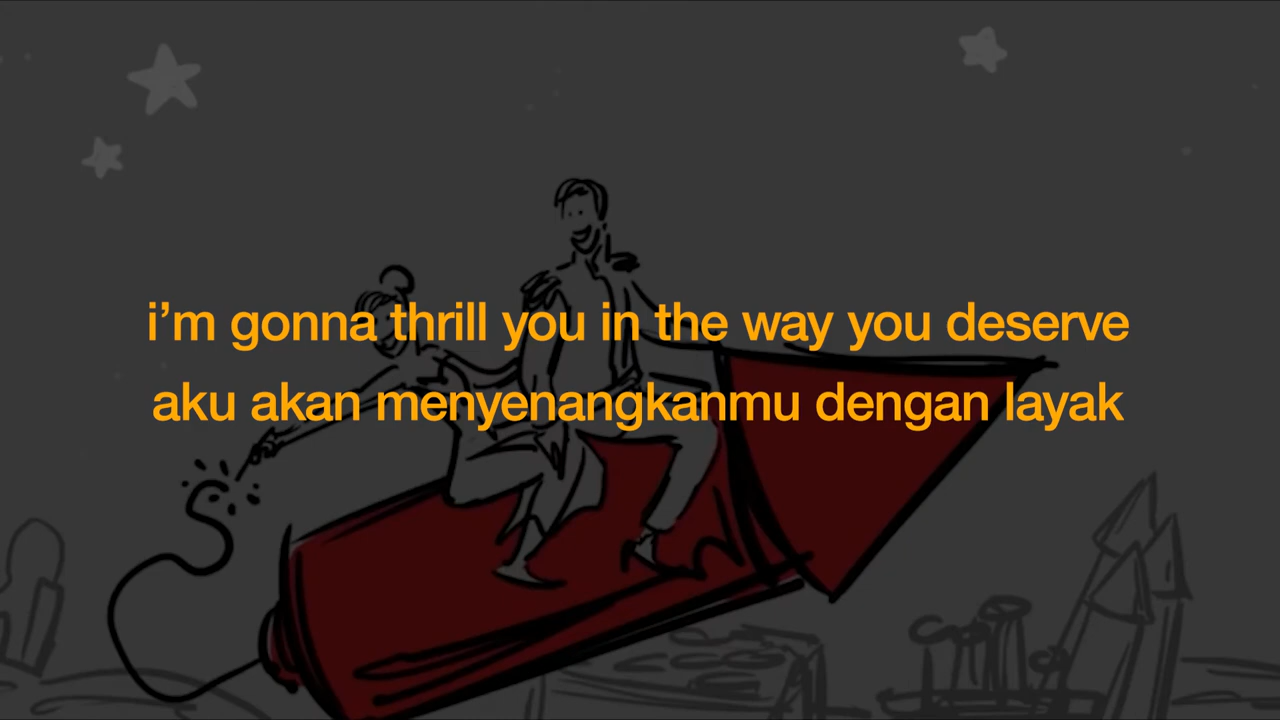 i’m gonna thrill you in the way you deserve
aku akan menyenangkanmu dengan layak